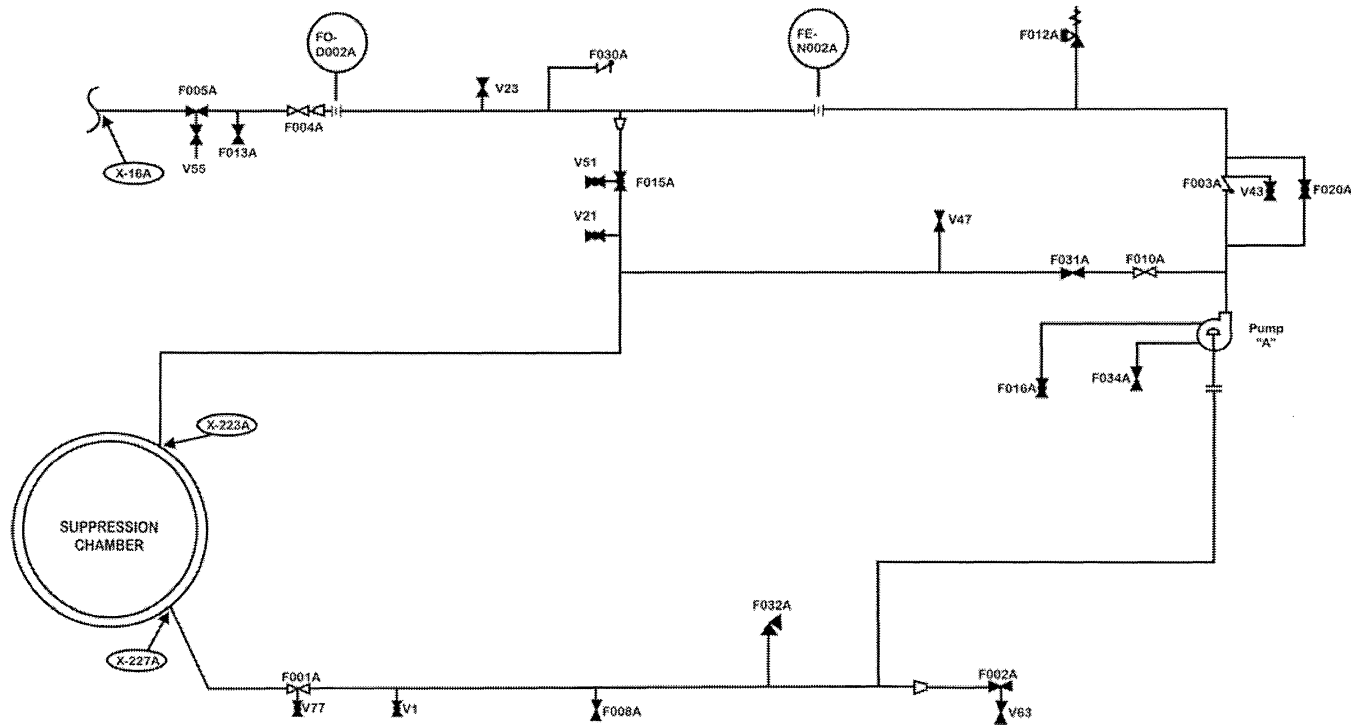 FO-
D002A
FE-
N002A
F012A
F030A
F005A
V23
F004A
V55
F013A
X-16A
V51
F015A
F003A
V43
F020A
V21
V47
F031A
F010A
Pump
"A"
F016A
F034A
X-223A
SUPPRESSION
CHAMBER
F032A
X-227A
F001A
F002A
V77
V1
F008A
V63